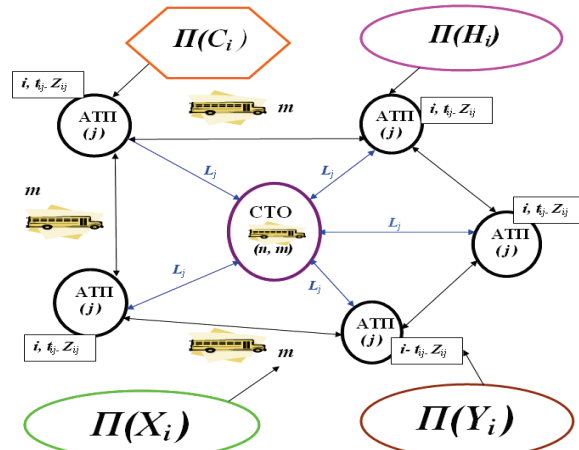 П(Cᵢ)
П(Hᵢ)
i, tᵢⱼ, Zᵢⱼ
m
АТП
(j)
АТП
(j)
i, tᵢⱼ, Zᵢⱼ
Lⱼ
Lⱼ
m
СТО
(n, m)
i, tᵢⱼ, Zᵢⱼ
Lⱼ
АТП
(j)
АТП
(j)
Lⱼ
Lⱼ
АТП
(j)
i, tᵢⱼ, Zᵢⱼ
m
i- tᵢⱼ, Zᵢⱼ
П(Xᵢ)
П(Yᵢ)